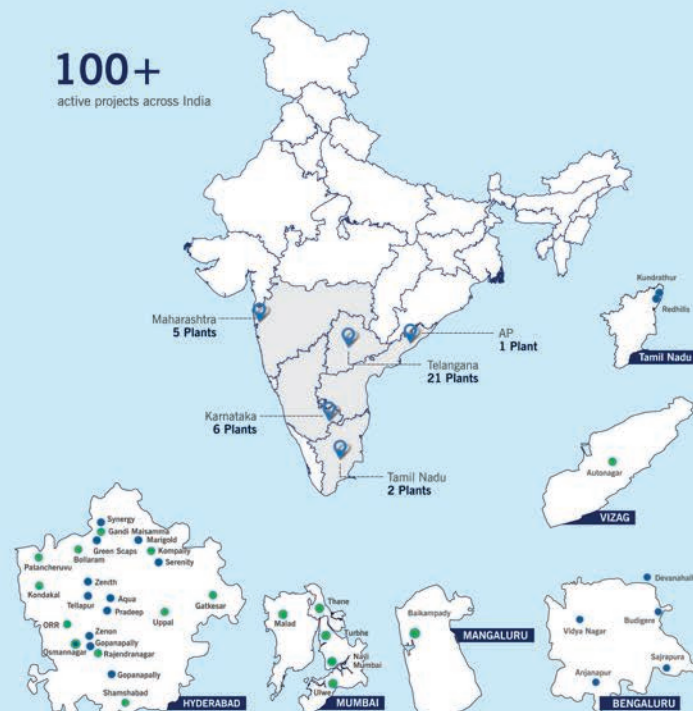 100+
active projects across India
Maharashtra
5 Plants
AP
1 Plant
Telangana
21 Plants
Karnataka
6 Plants
Tamil Nadu
2 Plants
Kundrathur
Redhills
Tamil Nadu
Autonagar
VIZAG
Synergy
Gandi Maisamma
Marigold
Green Scaps
Kompally
Bollaram
Patancheruvu
Serenity
Zenith
Kondakal
Tellapur
Aqua
Gatkesar
Pradeep
Uppal
ORR
Zenon
Gopanapally
Osmannagar
Rajendranagar
Gopanapally
Shamshabad
HYDERABAD
Thane
Malad
Turbhe
Navi
Mumbai
Ulwe
MUMBAI
Baikampady
MANGALURU
Devanahalli
Budigere
Vidya Nagar
Sajrapura
Anjanapur
BENGALURU